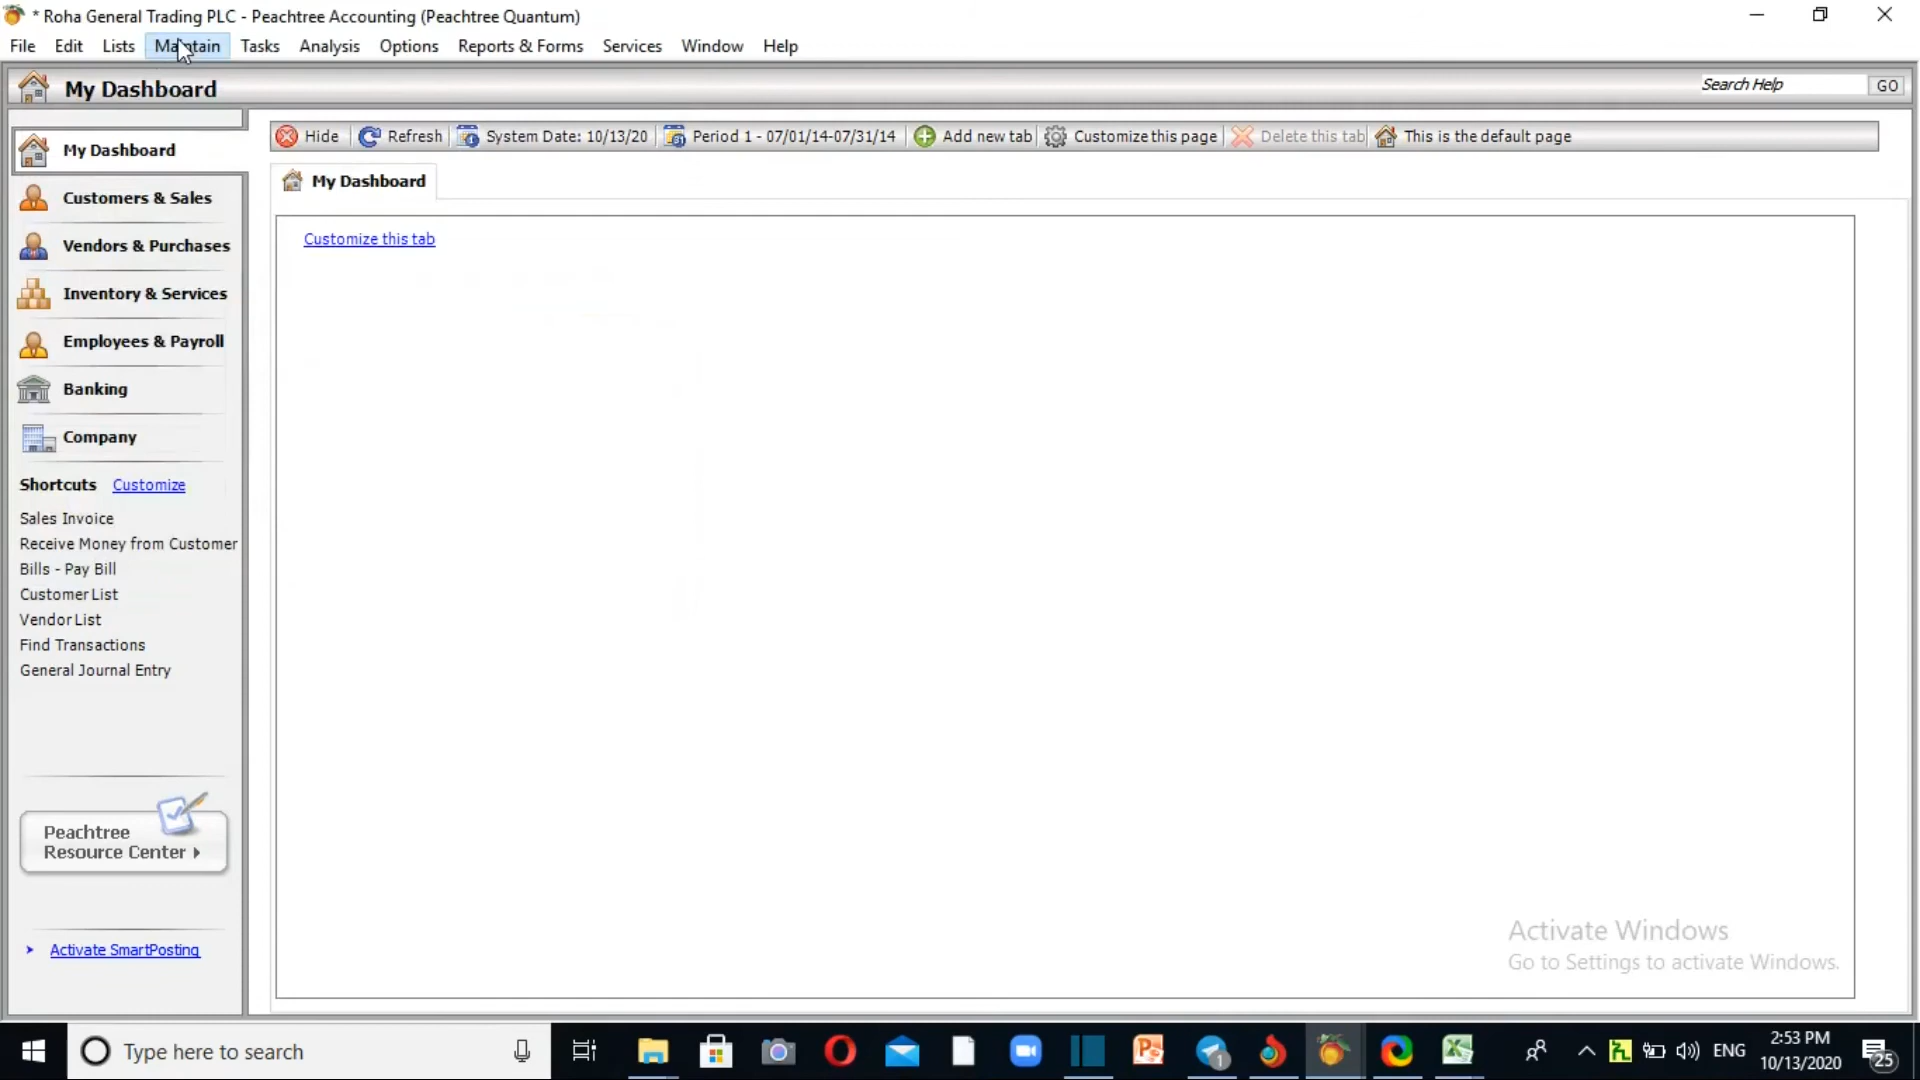 * Roha General Trading PLC - Peachtree Accounting (Peachtree Quantum)
File Edit Lists Maintain Tasks Analysis Options Reports & Forms Services Window Help
My Dashboard
Search Help GO
My Dashboard
Customers & Sales
Vendors & Purchases
Inventory & Services
Employees & Payroll
Banking
Company
Shortcuts Customize
Sales Invoice
Receive Money from Customer
Bills - Pay Bill
Customer List
Vendor List
Find Transactions
General Journal Entry
Peachtree
Resource Center
Activate SmartPosting
Hide Refresh System Date: 10/13/20 Period 1 - 07/01/14-07/31/14 Add new tab Customize this page Delete this tab This is the default page
My Dashboard
Customize this tab
Activate Windows
Go to Settings to activate Windows.
Type here to search
1
ENG
2:53 PM
10/13/2020
25